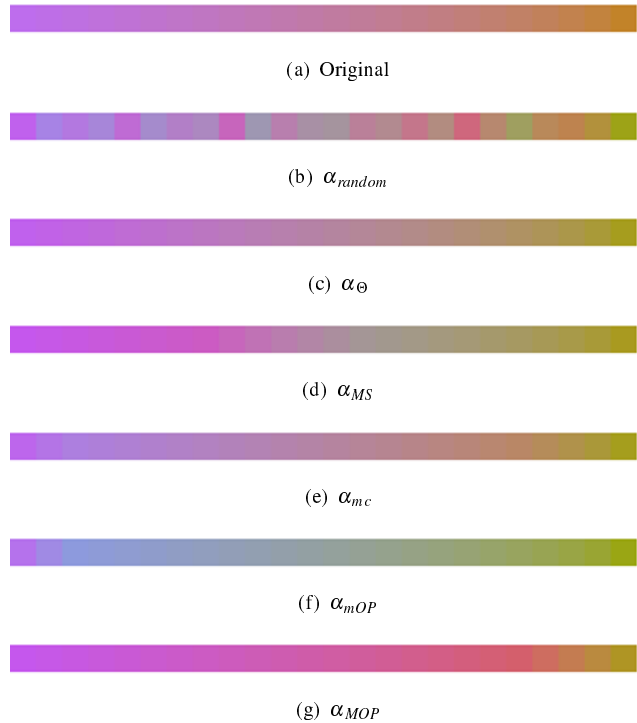 (a) Original
(b) α_random
(c) α_Θ
(d) α_MS
(e) α_mc
(f) α_mOP
(g) α_MOP